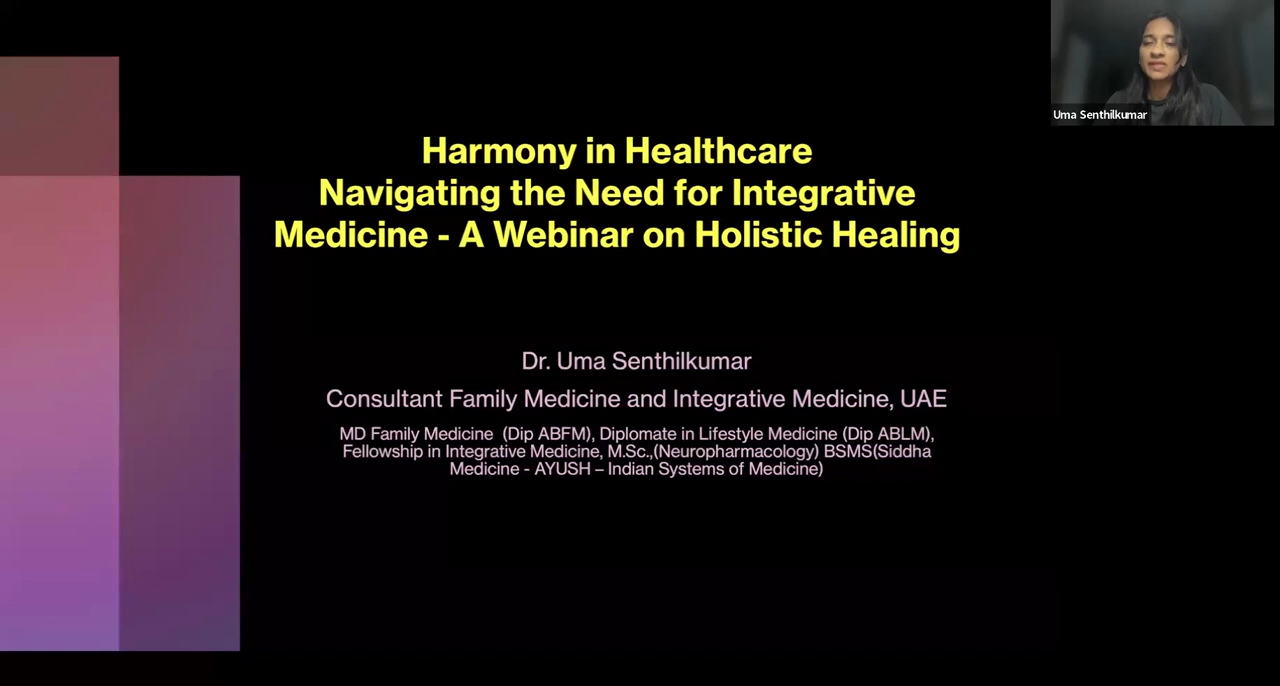 Harmony in Healthcare
Navigating the Need for Integrative
Medicine - A Webinar on Holistic Healing
Dr. Uma Senthilkumar
Consultant Family Medicine and Integrative Medicine, UAE
MD Family Medicine (Dip ABFM), Diplomate in Lifestyle Medicine (Dip ABLM),
Fellowship in Integrative Medicine, M.Sc.,(Neuropharmacology) BSMS(Siddha
Medicine - AYUSH – Indian Systems of Medicine)
Uma Senthilkumar